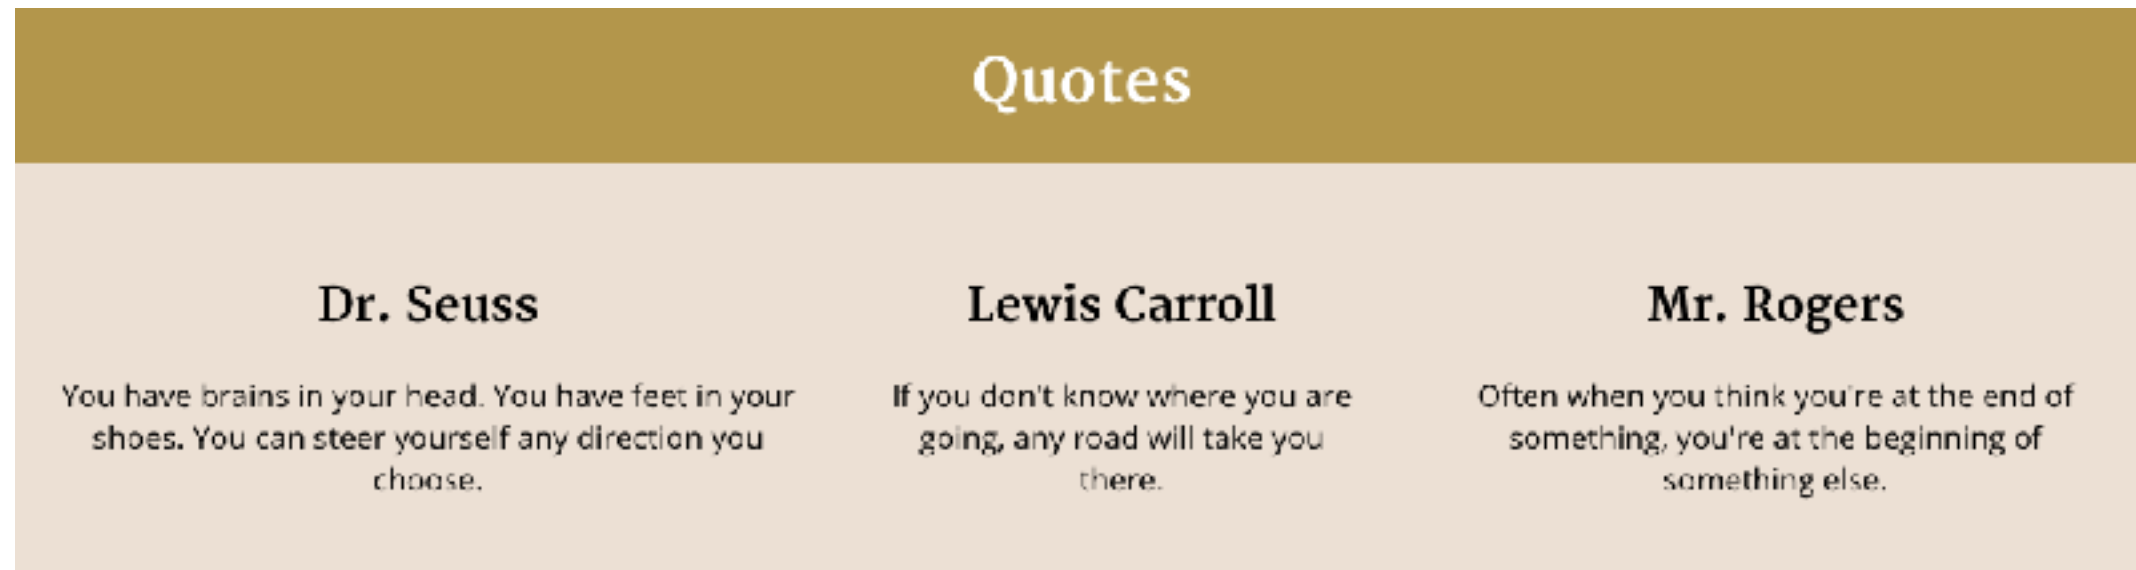 Quotes
Dr. Seuss
You have brains in your head. You have feet in your
shoes. You can steer yourself any direction you
choose.
Lewis Carroll
If you don't know where you are
going, any road will take you
there.
Mr. Rogers
Often when you think you're at the end of
something, you're at the beginning of
something else.